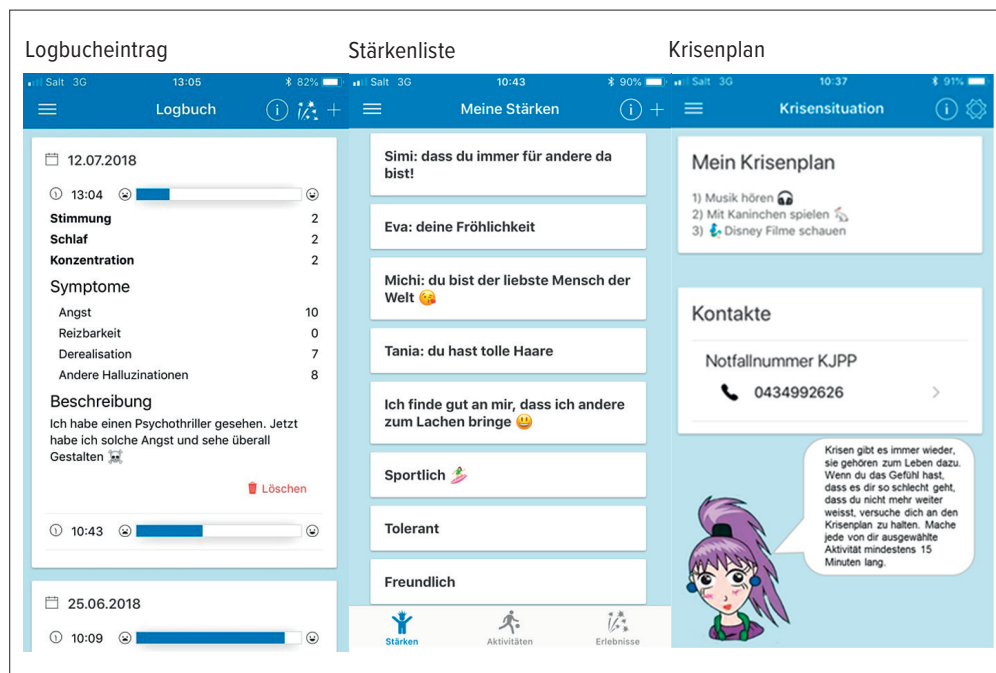 Logbucheintrag
Salt 3G 13:05 82%
Logbuch
12.07.2018
13:04
Stimmung 2
Schlaf 2
Konzentration 2
Symptome
Angst 10
Reizbarkeit 0
Derealisation 7
Andere Halluzinationen 8
Beschreibung
Ich habe einen Psychothriller gesehen. Jetzt
habe ich solche Angst und sehe überall
Gestalten ☠️
Löschen
10:43
25.06.2018
10:09
Stärkenliste
Salt 3G 10:43 90%
Meine Stärken
Simi: dass du immer für andere da
bist!
Eva: deine Fröhlichkeit
Michi: du bist der liebste Mensch der
Welt 😘
Tania: du hast tolle Haare
Ich finde gut an mir, dass ich andere
zum Lachen bringe 😃
Sportlich 🏄
Tolerant
Freundlich
Stärken Aktivitäten Erlebnisse
Krisenplan
Salt 3G 10:37 91%
Krisensituation
Mein Krisenplan
1) Musik hören 🎧
2) Mit Kaninchen spielen 🐇
3) 🧜‍♀️ Disney Filme schauen
Kontakte
Notfallnummer KJPP
0434992626
Krisen gibt es immer wieder,
sie gehören zum Leben dazu.
Wenn du das Gefühl hast,
dass es dir so schlecht geht,
dass du nicht mehr weiter
weisst, versuche dich an den
Krisenplan zu halten. Mache
jede von dir ausgewählte
Aktivität mindestens 15
Minuten lang.